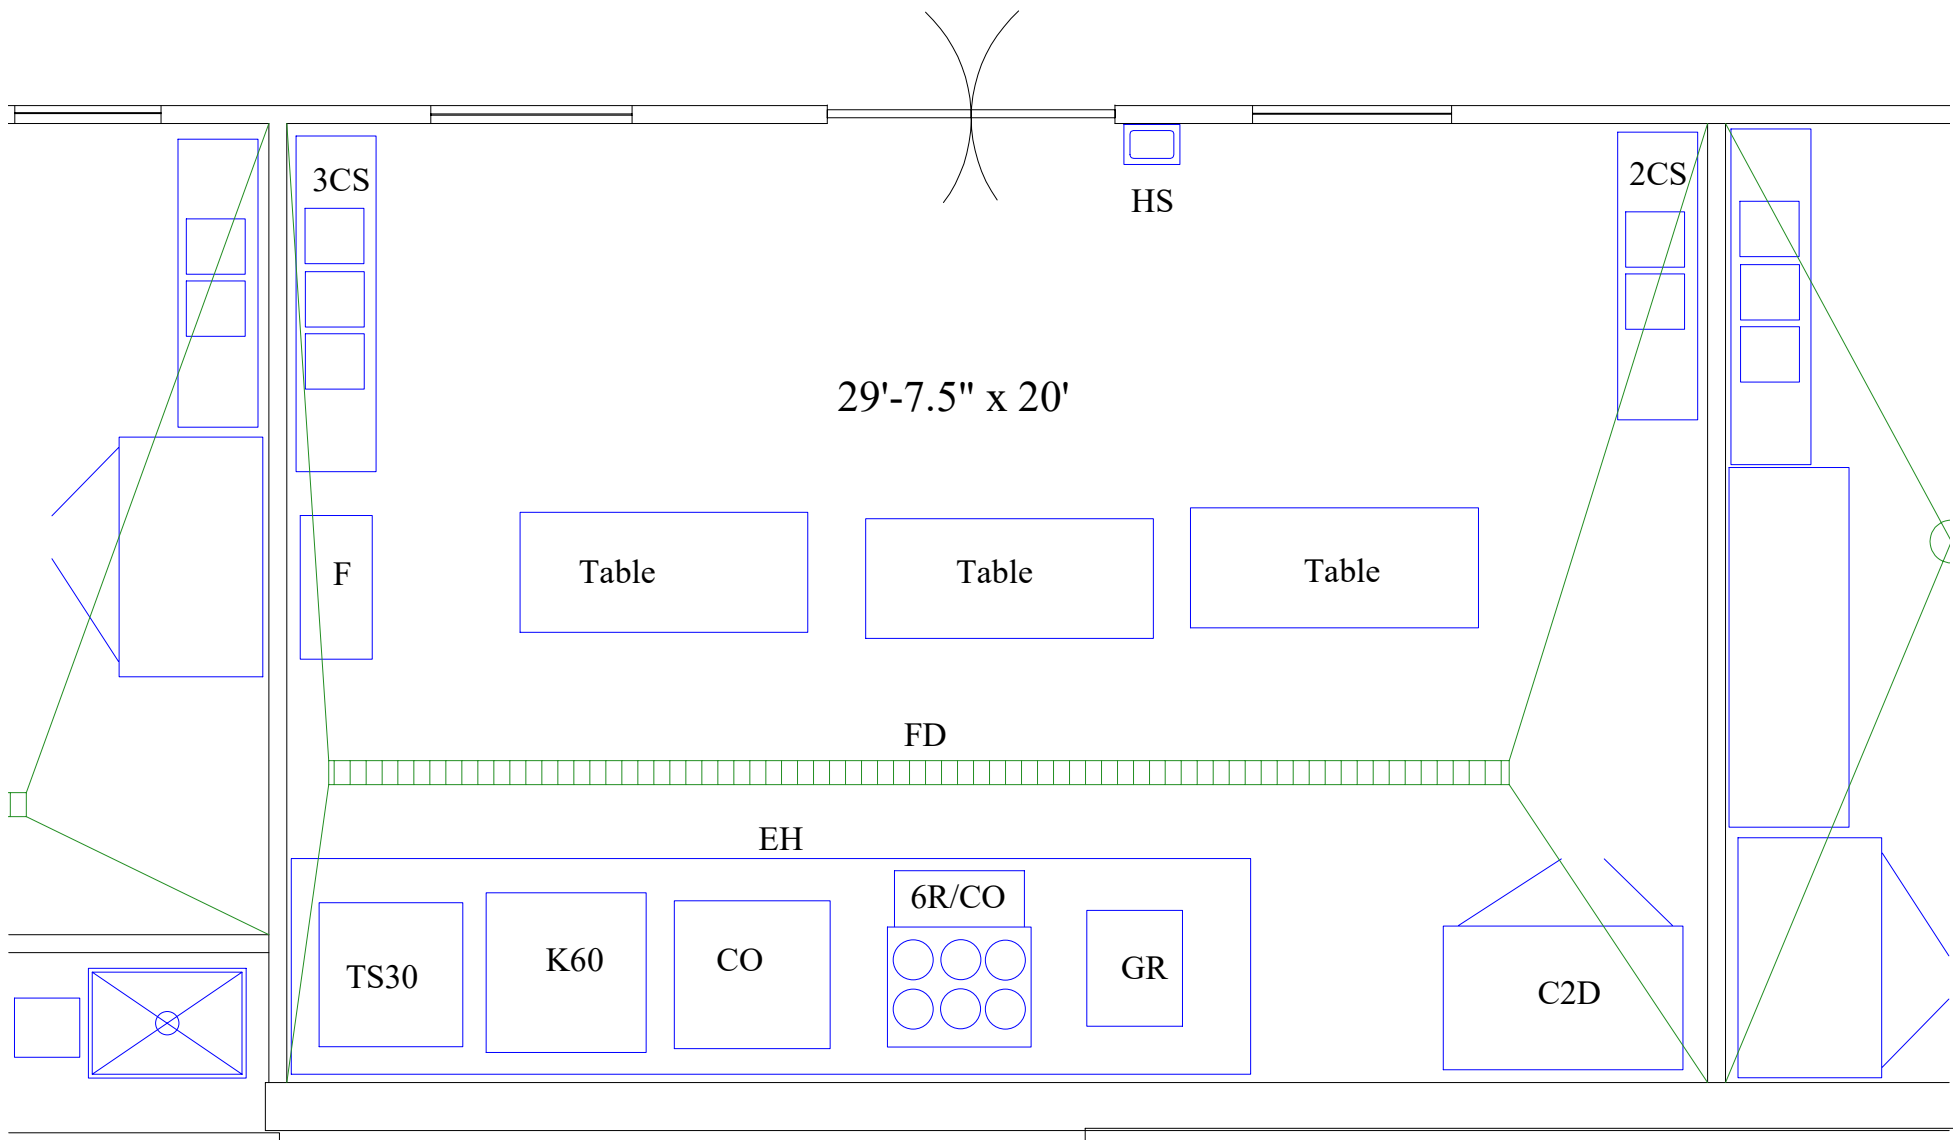 3CS
2CS
HS
29'-7.5" x 20'
F
Table
Table
Table
FD
EH
6R/CO
TS30
K60
CO
GR
C2D